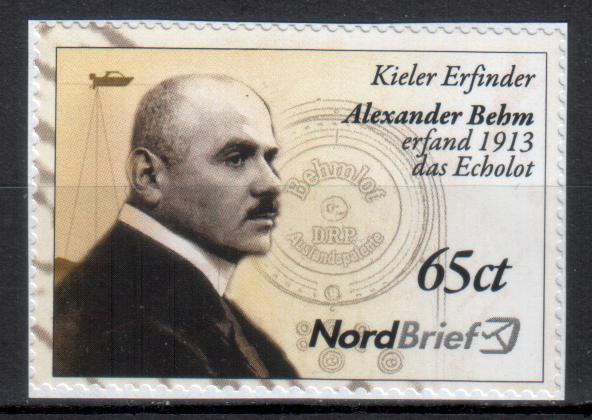 Kieler Erfinder
Alexander Behm
erfand 1913
das Echolot
Behmlot
D.R.P.
Auslandspatente
65ct
NordBrief